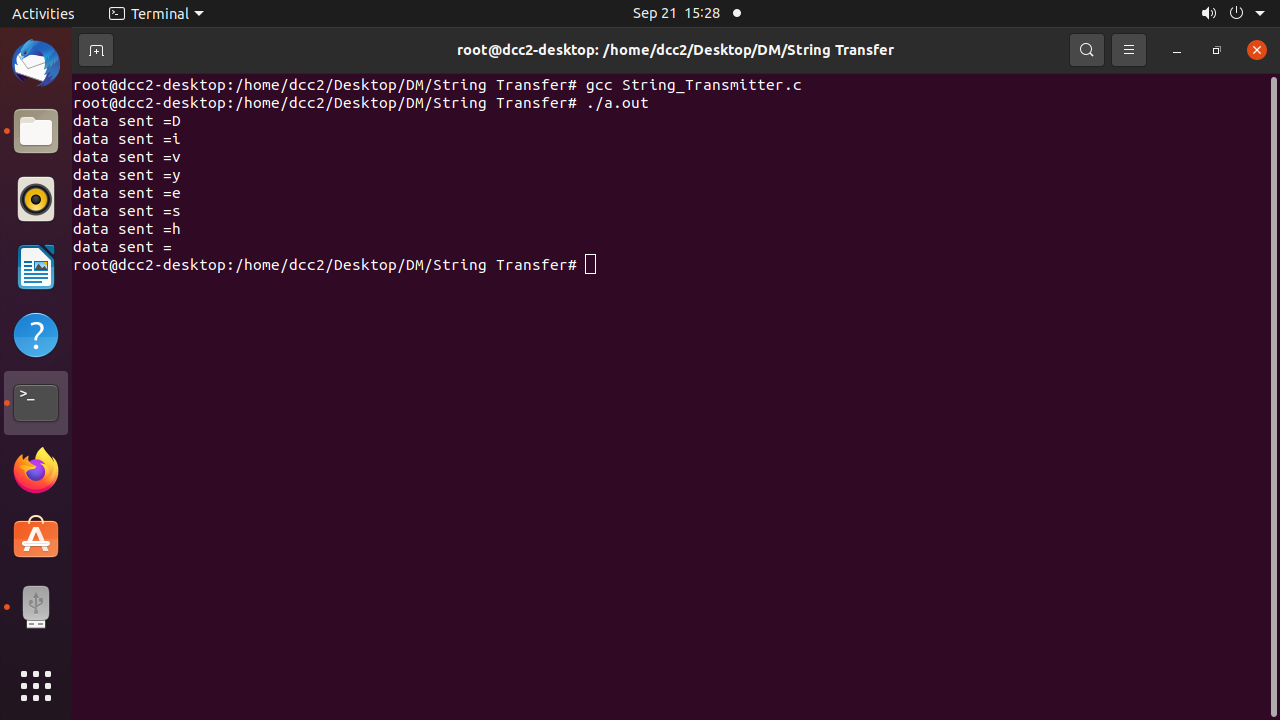 Activities Terminal Sep 21 15:28
root@dcc2-desktop: /home/dcc2/Desktop/DM/String Transfer
root@dcc2-desktop:/home/dcc2/Desktop/DM/String Transfer# gcc String_Transmitter.c
root@dcc2-desktop:/home/dcc2/Desktop/DM/String Transfer# ./a.out
data sent =D
data sent =i
data sent =v
data sent =y
data sent =e
data sent =s
data sent =h
data sent =
root@dcc2-desktop:/home/dcc2/Desktop/DM/String Transfer#